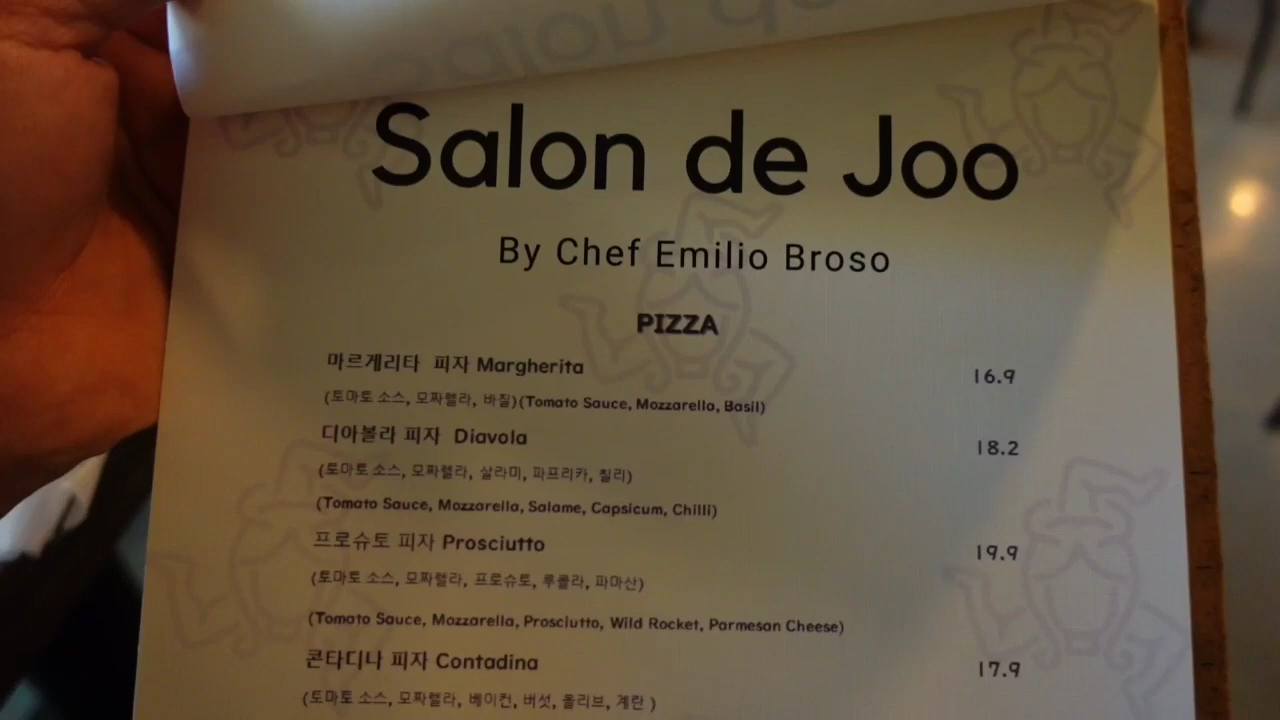 Salon de Joo
By Chef Emilio Broso
PIZZA
마르게리타 피자 Margherita 16.9
(토마토 소스, 모짜렐라, 바질)(Tomato Sauce, Mozzarella, Basil)
디아볼라 피자 Diavola 18.2
(토마토 소스, 모짜렐라, 살라미, 파프리카, 칠리)
(Tomato Sauce, Mozzarella, Salame, Capsicum, Chilli)
프로슈토 피자 Prosciutto 19.9
(토마토 소스, 모짜렐라, 프로슈토, 루콜라, 파마산)
(Tomato Sauce, Mozzarella, Prosciutto, Wild Rocket, Parmesan Cheese)
콘타디나 피자 Contadina 17.9
(토마토 소스, 모짜렐라, 베이컨, 버섯, 올리브, 계란 )